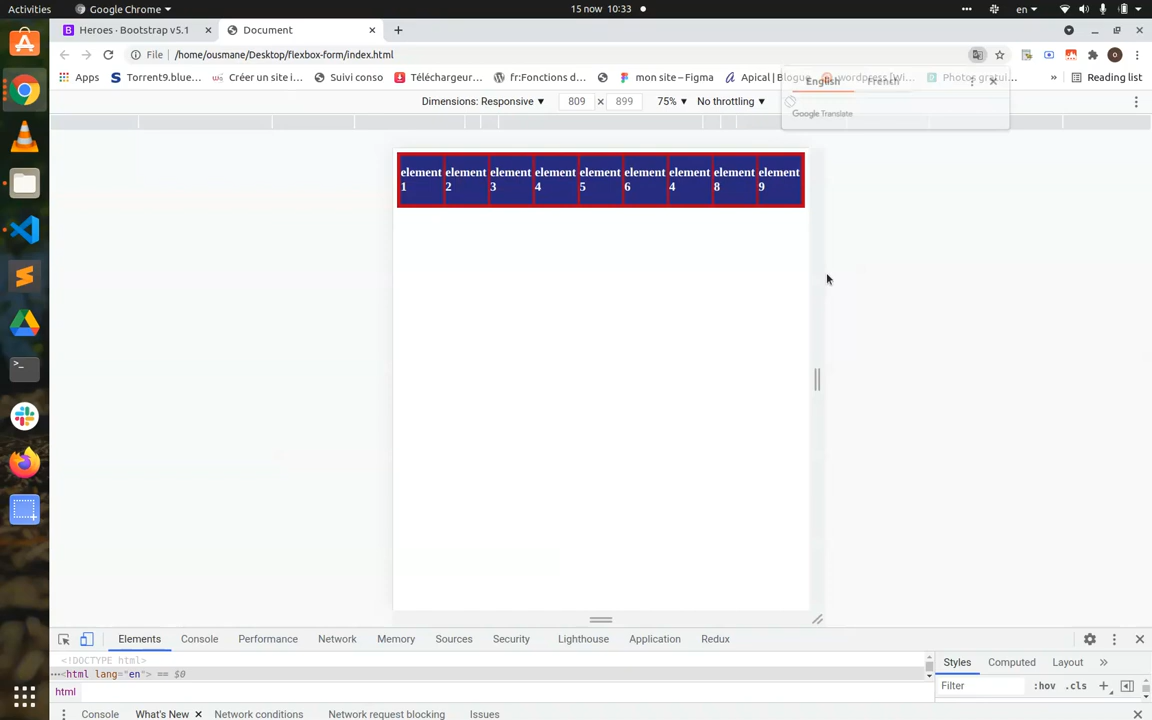 Activities Google Chrome 15 now 10:33 en
Heroes · Bootstrap v5.1 Document
File /home/ousmane/Desktop/flexbox-form/index.html
Apps Torrent9.blue... Créer un site i... Suivi conso Téléchargeur... fr:Fonctions d... mon site – Figma Apical | Blogue wordpress [Wi... Photos gratui... » Reading list
English French
Google Translate
Dimensions: Responsive 809 × 899 75% No throttling
element 1 element 2 element 3 element 4 element 5 element 6 element 4 element 8 element 9
Elements Console Performance Network Memory Sources Security Lighthouse Application Redux
<!DOCTYPE html>
<html lang="en"> == $0
html
Styles Computed Layout »
Filter :hov .cls +
Console What's New Network conditions Network request blocking Issues